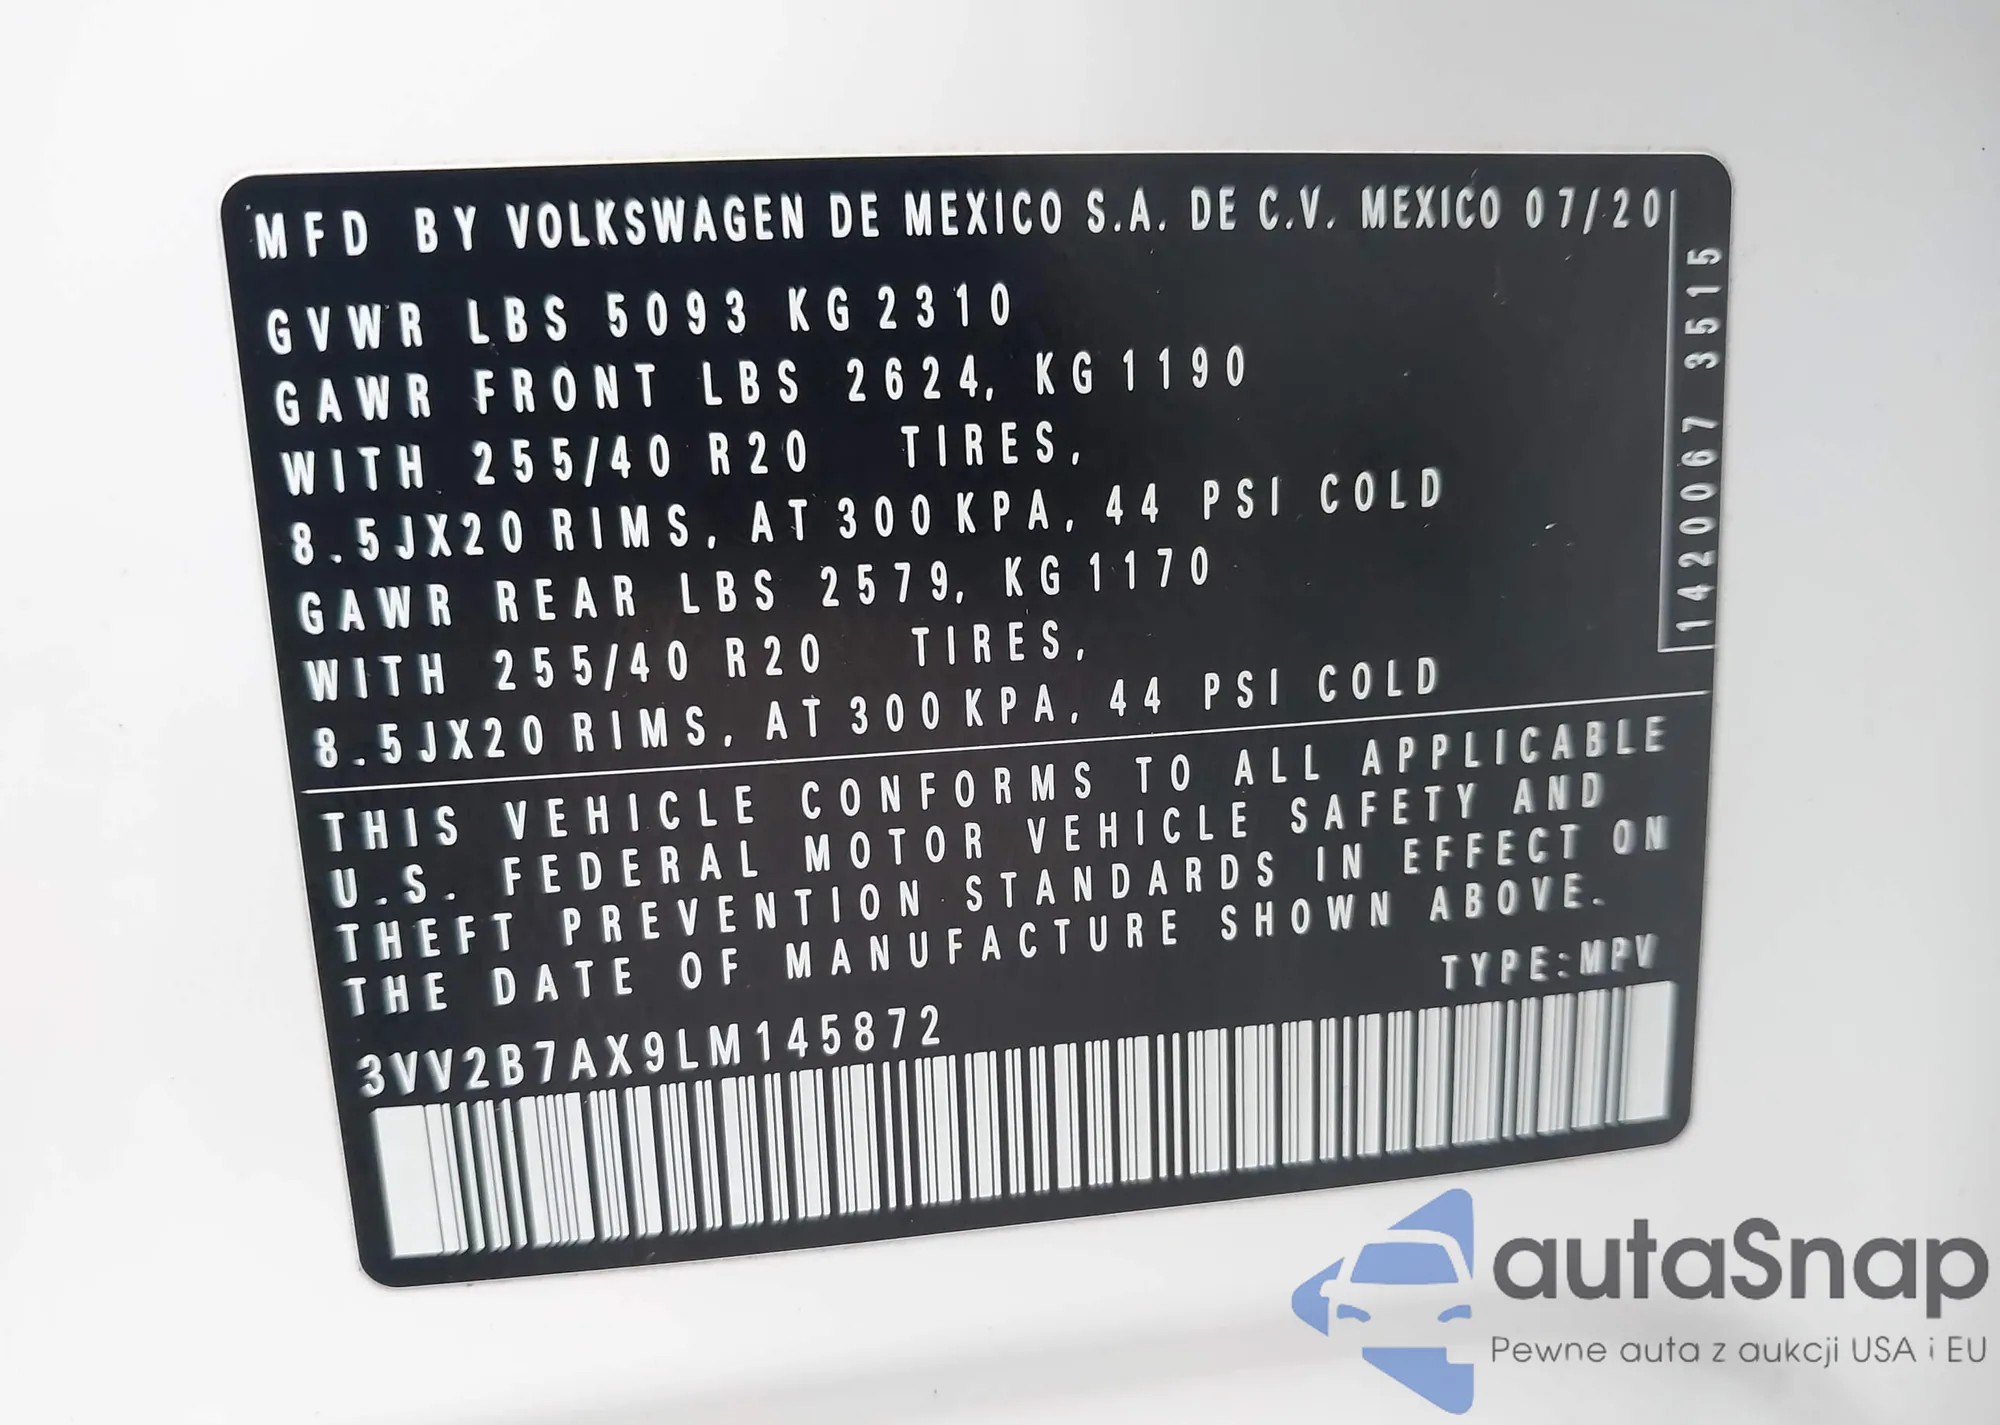 MFD BY VOLKSWAGEN DE MEXICO S.A. DE C.V. MEXICO 07/20
GVWR LBS 5093 KG 2310
GAWR FRONT LBS 2624, KG 1190
WITH 255/40 R20 TIRES,
8.5JX20 RIMS, AT 300 KPA, 44 PSI COLD
GAWR REAR LBS 2579, KG 1170
WITH 255/40 R20 TIRES,
8.5JX20 RIMS, AT 300 KPA, 44 PSI COLD
1420067 3515
THIS VEHICLE CONFORMS TO ALL APPLICABLE
U.S. FEDERAL MOTOR VEHICLE SAFETY AND
THEFT PREVENTION STANDARDS IN EFFECT ON
THE DATE OF MANUFACTURE SHOWN ABOVE.
TYPE:MPV
3VV2B7AX9LM145872
autaSnap
Pewne auta z aukcji USA i EU